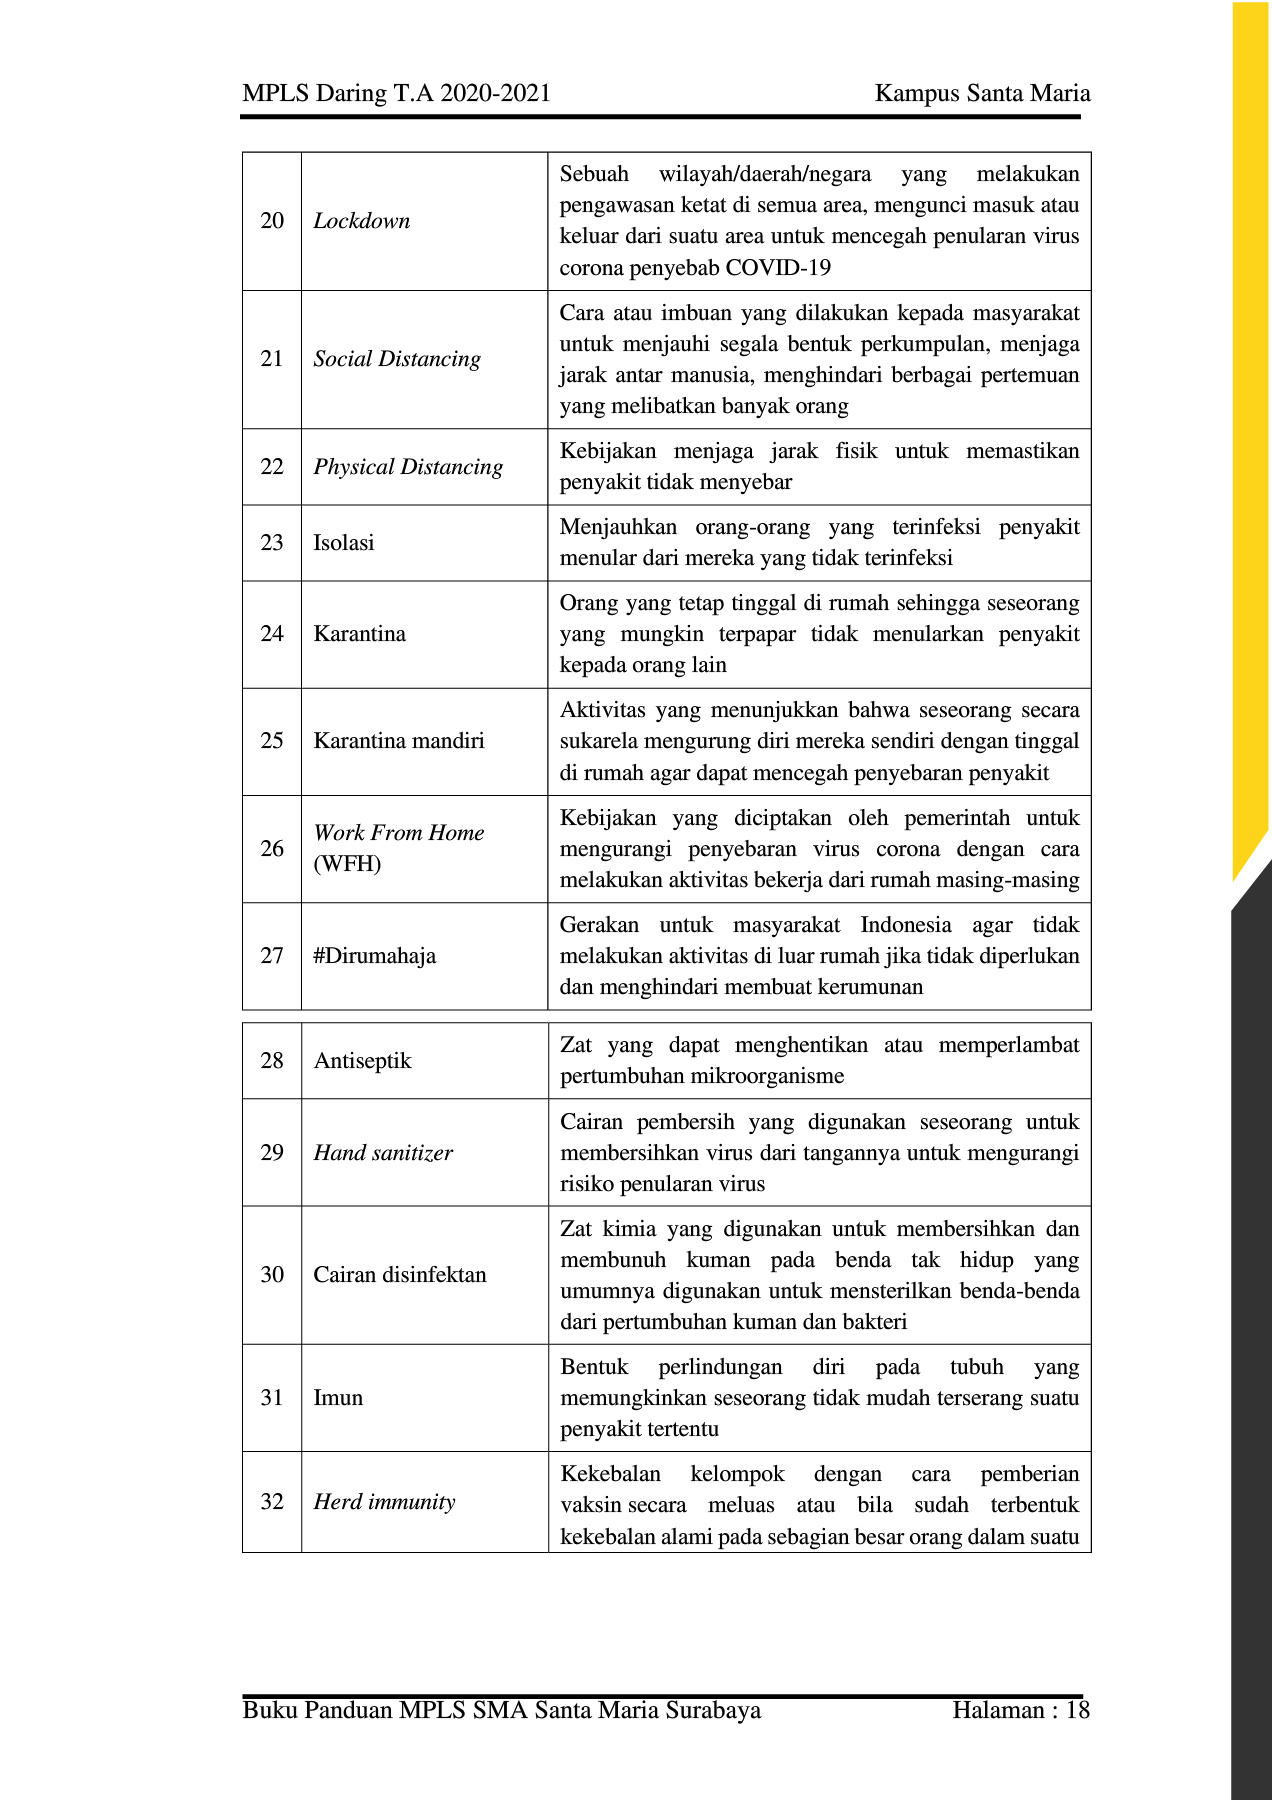 MPLS Daring T.A 2020-2021 Kampus Santa Maria
20 Lockdown Sebuah wilayah/daerah/negara yang melakukan
pengawasan ketat di semua area, mengunci masuk atau
keluar dari suatu area untuk mencegah penularan virus
corona penyebab COVID-19
21 Social Distancing Cara atau imbuan yang dilakukan kepada masyarakat
untuk menjauhi segala bentuk perkumpulan, menjaga
jarak antar manusia, menghindari berbagai pertemuan
yang melibatkan banyak orang
22 Physical Distancing Kebijakan menjaga jarak fisik untuk memastikan
penyakit tidak menyebar
23 Isolasi Menjauhkan orang-orang yang terinfeksi penyakit
menular dari mereka yang tidak terinfeksi
24 Karantina Orang yang tetap tinggal di rumah sehingga seseorang
yang mungkin terpapar tidak menularkan penyakit
kepada orang lain
25 Karantina mandiri Aktivitas yang menunjukkan bahwa seseorang secara
sukarela mengurung diri mereka sendiri dengan tinggal
di rumah agar dapat mencegah penyebaran penyakit
26 Work From Home
(WFH)
Kebijakan yang diciptakan oleh pemerintah untuk
mengurangi penyebaran virus corona dengan cara
melakukan aktivitas bekerja dari rumah masing-masing
27 #Dirumahaja Gerakan untuk masyarakat Indonesia agar tidak
melakukan aktivitas di luar rumah jika tidak diperlukan
dan menghindari membuat kerumunan
28 Antiseptik Zat yang dapat menghentikan atau memperlambat
pertumbuhan mikroorganisme
29 Hand sanitizer Cairan pembersih yang digunakan seseorang untuk
membersihkan virus dari tangannya untuk mengurangi
risiko penularan virus
30 Cairan disinfektan Zat kimia yang digunakan untuk membersihkan dan
membunuh kuman pada benda tak hidup yang
umumnya digunakan untuk mensterilkan benda-benda
dari pertumbuhan kuman dan bakteri
31 Imun Bentuk perlindungan diri pada tubuh yang
memungkinkan seseorang tidak mudah terserang suatu
penyakit tertentu
32 Herd immunity Kekebalan kelompok dengan cara pemberian
vaksin secara meluas atau bila sudah terbentuk
kekebalan alami pada sebagian besar orang dalam suatu
Buku Panduan MPLS SMA Santa Maria Surabaya Halaman : 18